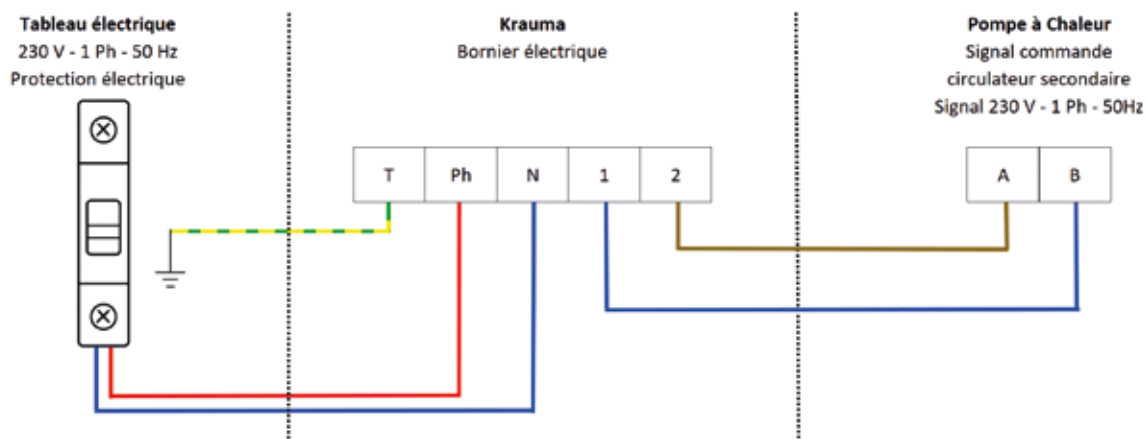 Tableau électrique
230 V - 1 Ph - 50 Hz
Protection électrique
Krauma
Bornier électrique
Pompe à Chaleur
Signal commande
circulateur secondaire
Signal 230 V - 1 Ph - 50Hz
T Ph N 1 2
A B